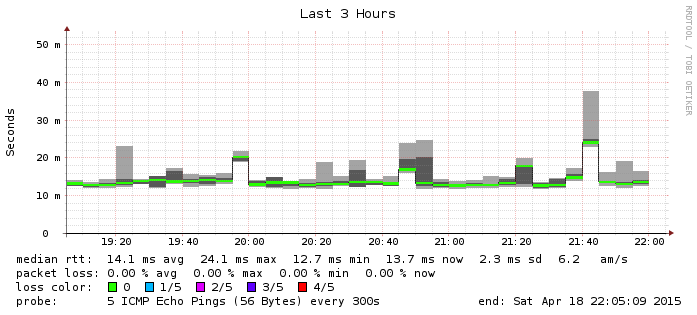 Last 3 Hours
RRDTOOL / TOBI OETIKER
Seconds
50 m
40 m
30 m
20 m
10 m
0
19:20 19:40 20:00 20:20 20:40 21:00 21:20 21:40 22:00
median rtt: 14.1 ms avg 24.1 ms max 12.7 ms min 13.7 ms now 2.3 ms sd 6.2 am/s
packet loss: 0.00 % avg 0.00 % max 0.00 % min 0.00 % now
loss color: 0 1/5 2/5 3/5 4/5
probe: 5 ICMP Echo Pings (56 Bytes) every 300s end: Sat Apr 18 22:05:09 2015